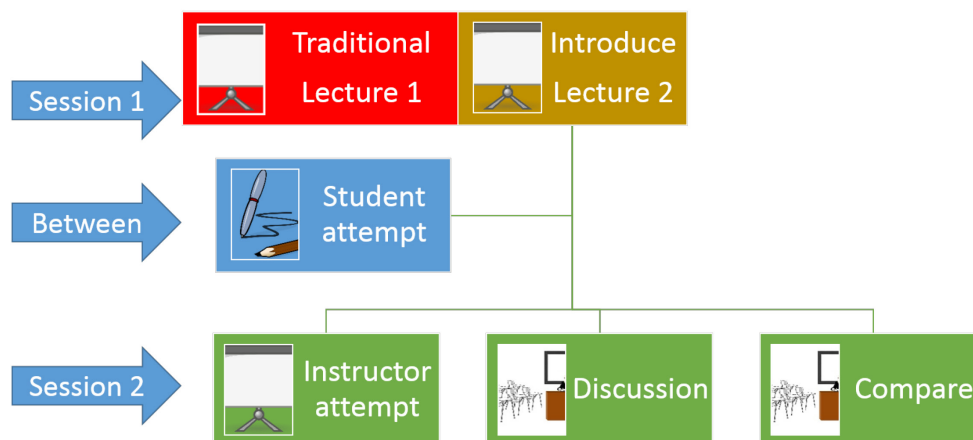 Traditional
Lecture 1
Introduce
Lecture 2
Session 1
Between
Student
attempt
Session 2
Instructor
attempt
Discussion
Compare